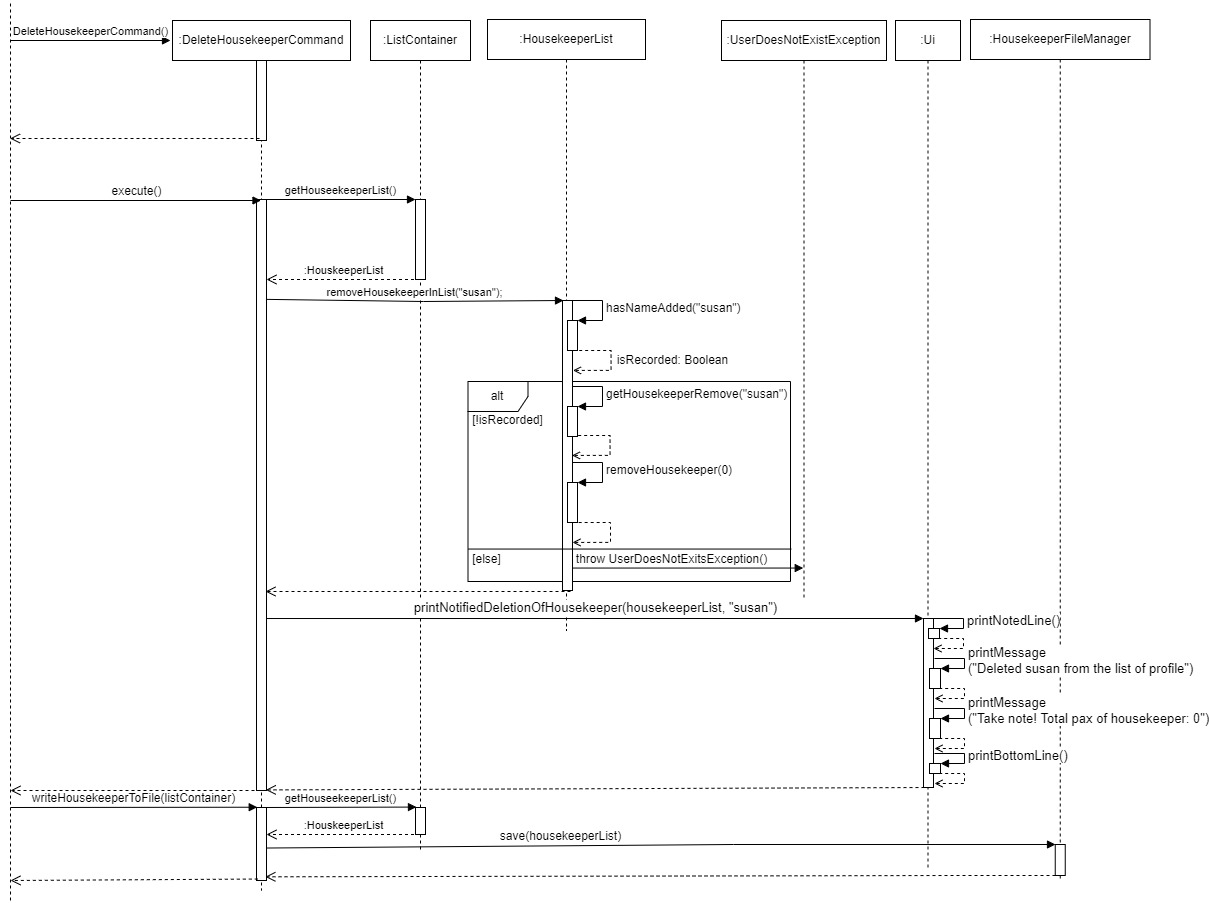 DeleteHousekeeperCommand()
:DeleteHousekeeperCommand
:ListContainer
:HousekeeperList
:UserDoesNotExistException
:Ui
:HousekeeperFileManager
execute()
getHouseekeeperList()
:HouskeeperList
removeHousekeeperInList("susan");
hasNameAdded("susan")
isRecorded: Boolean
alt
getHousekeeperRemove("susan")
[!isRecorded]
removeHousekeeper(0)
[else]
throw UserDoesNotExitsException()
printNotifiedDeletionOfHousekeeper(housekeeperList, "susan")
printNotedLine()
printMessage
("Deleted susan from the list of profile")
printMessage
("Take note! Total pax of housekeeper: 0")
printBottomLine()
writeHousekeeperToFile(listContainer)
getHouseekeeperList()
:HouskeeperList
save(housekeeperList)